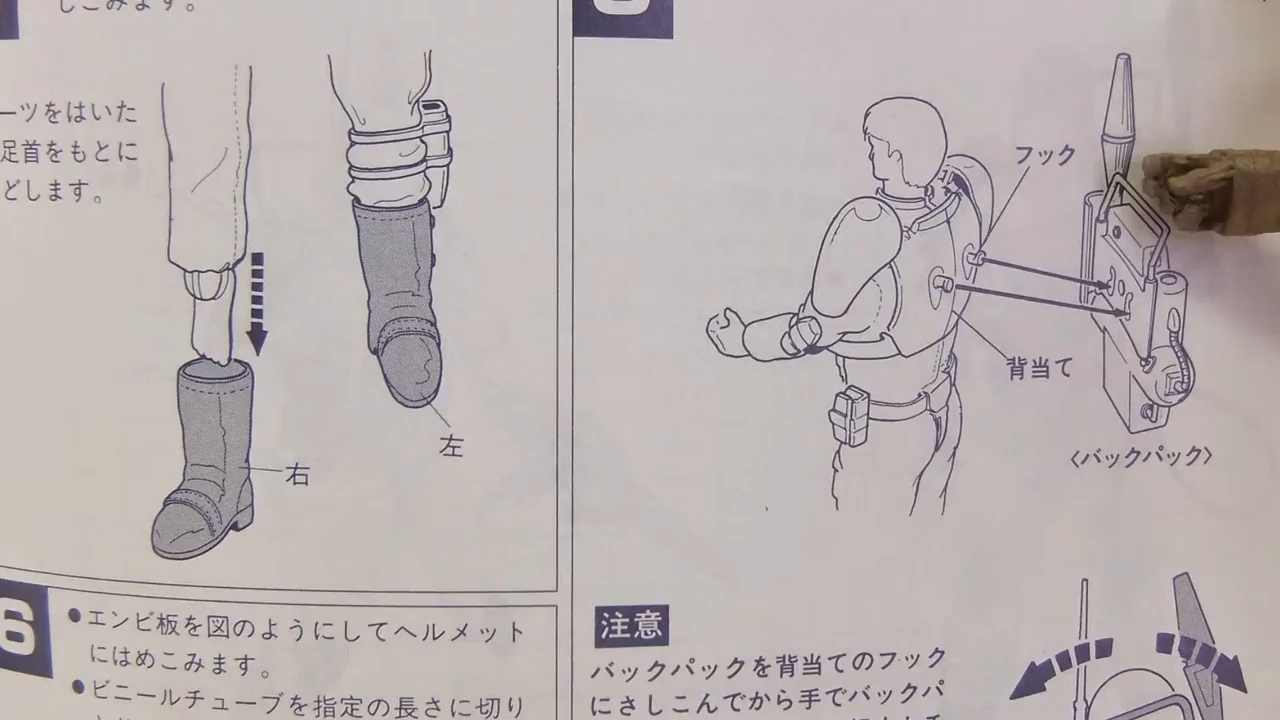 しこみます。
ーツをはいた
足首をもとに
どします。
左
右
フック
背当て
〈バックパック〉
6
●エンビ板を図のようにしてヘルメット
にはめこみます。
●ビニールチューブを指定の長さに切り
注意
バックパックを背当てのフック
にさしこんでから手でバックパ